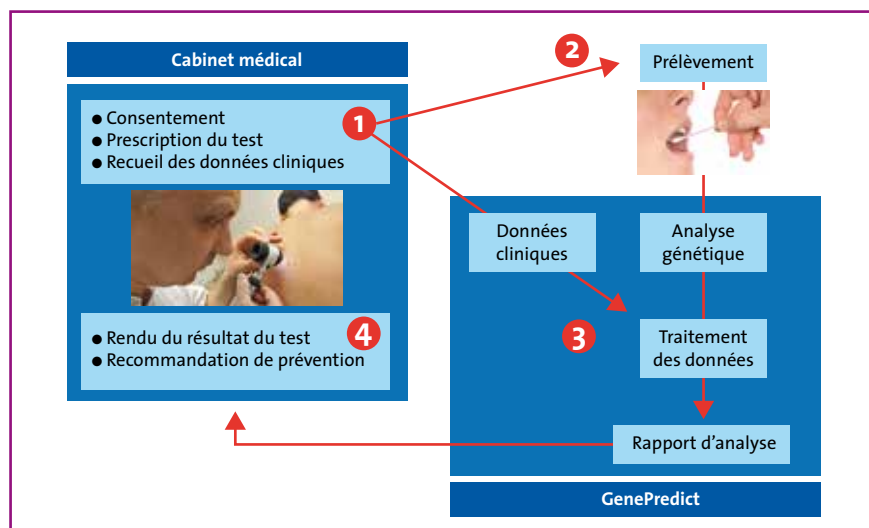 Cabinet médical
● Consentement
● Prescription du test
● Recueil des données cliniques
1
2
Prélèvement
Données
cliniques
Analyse
génétique
3
Traitement
des données
● Rendu du résultat du test
● Recommandation de prévention
4
Rapport d’analyse
GenePredict